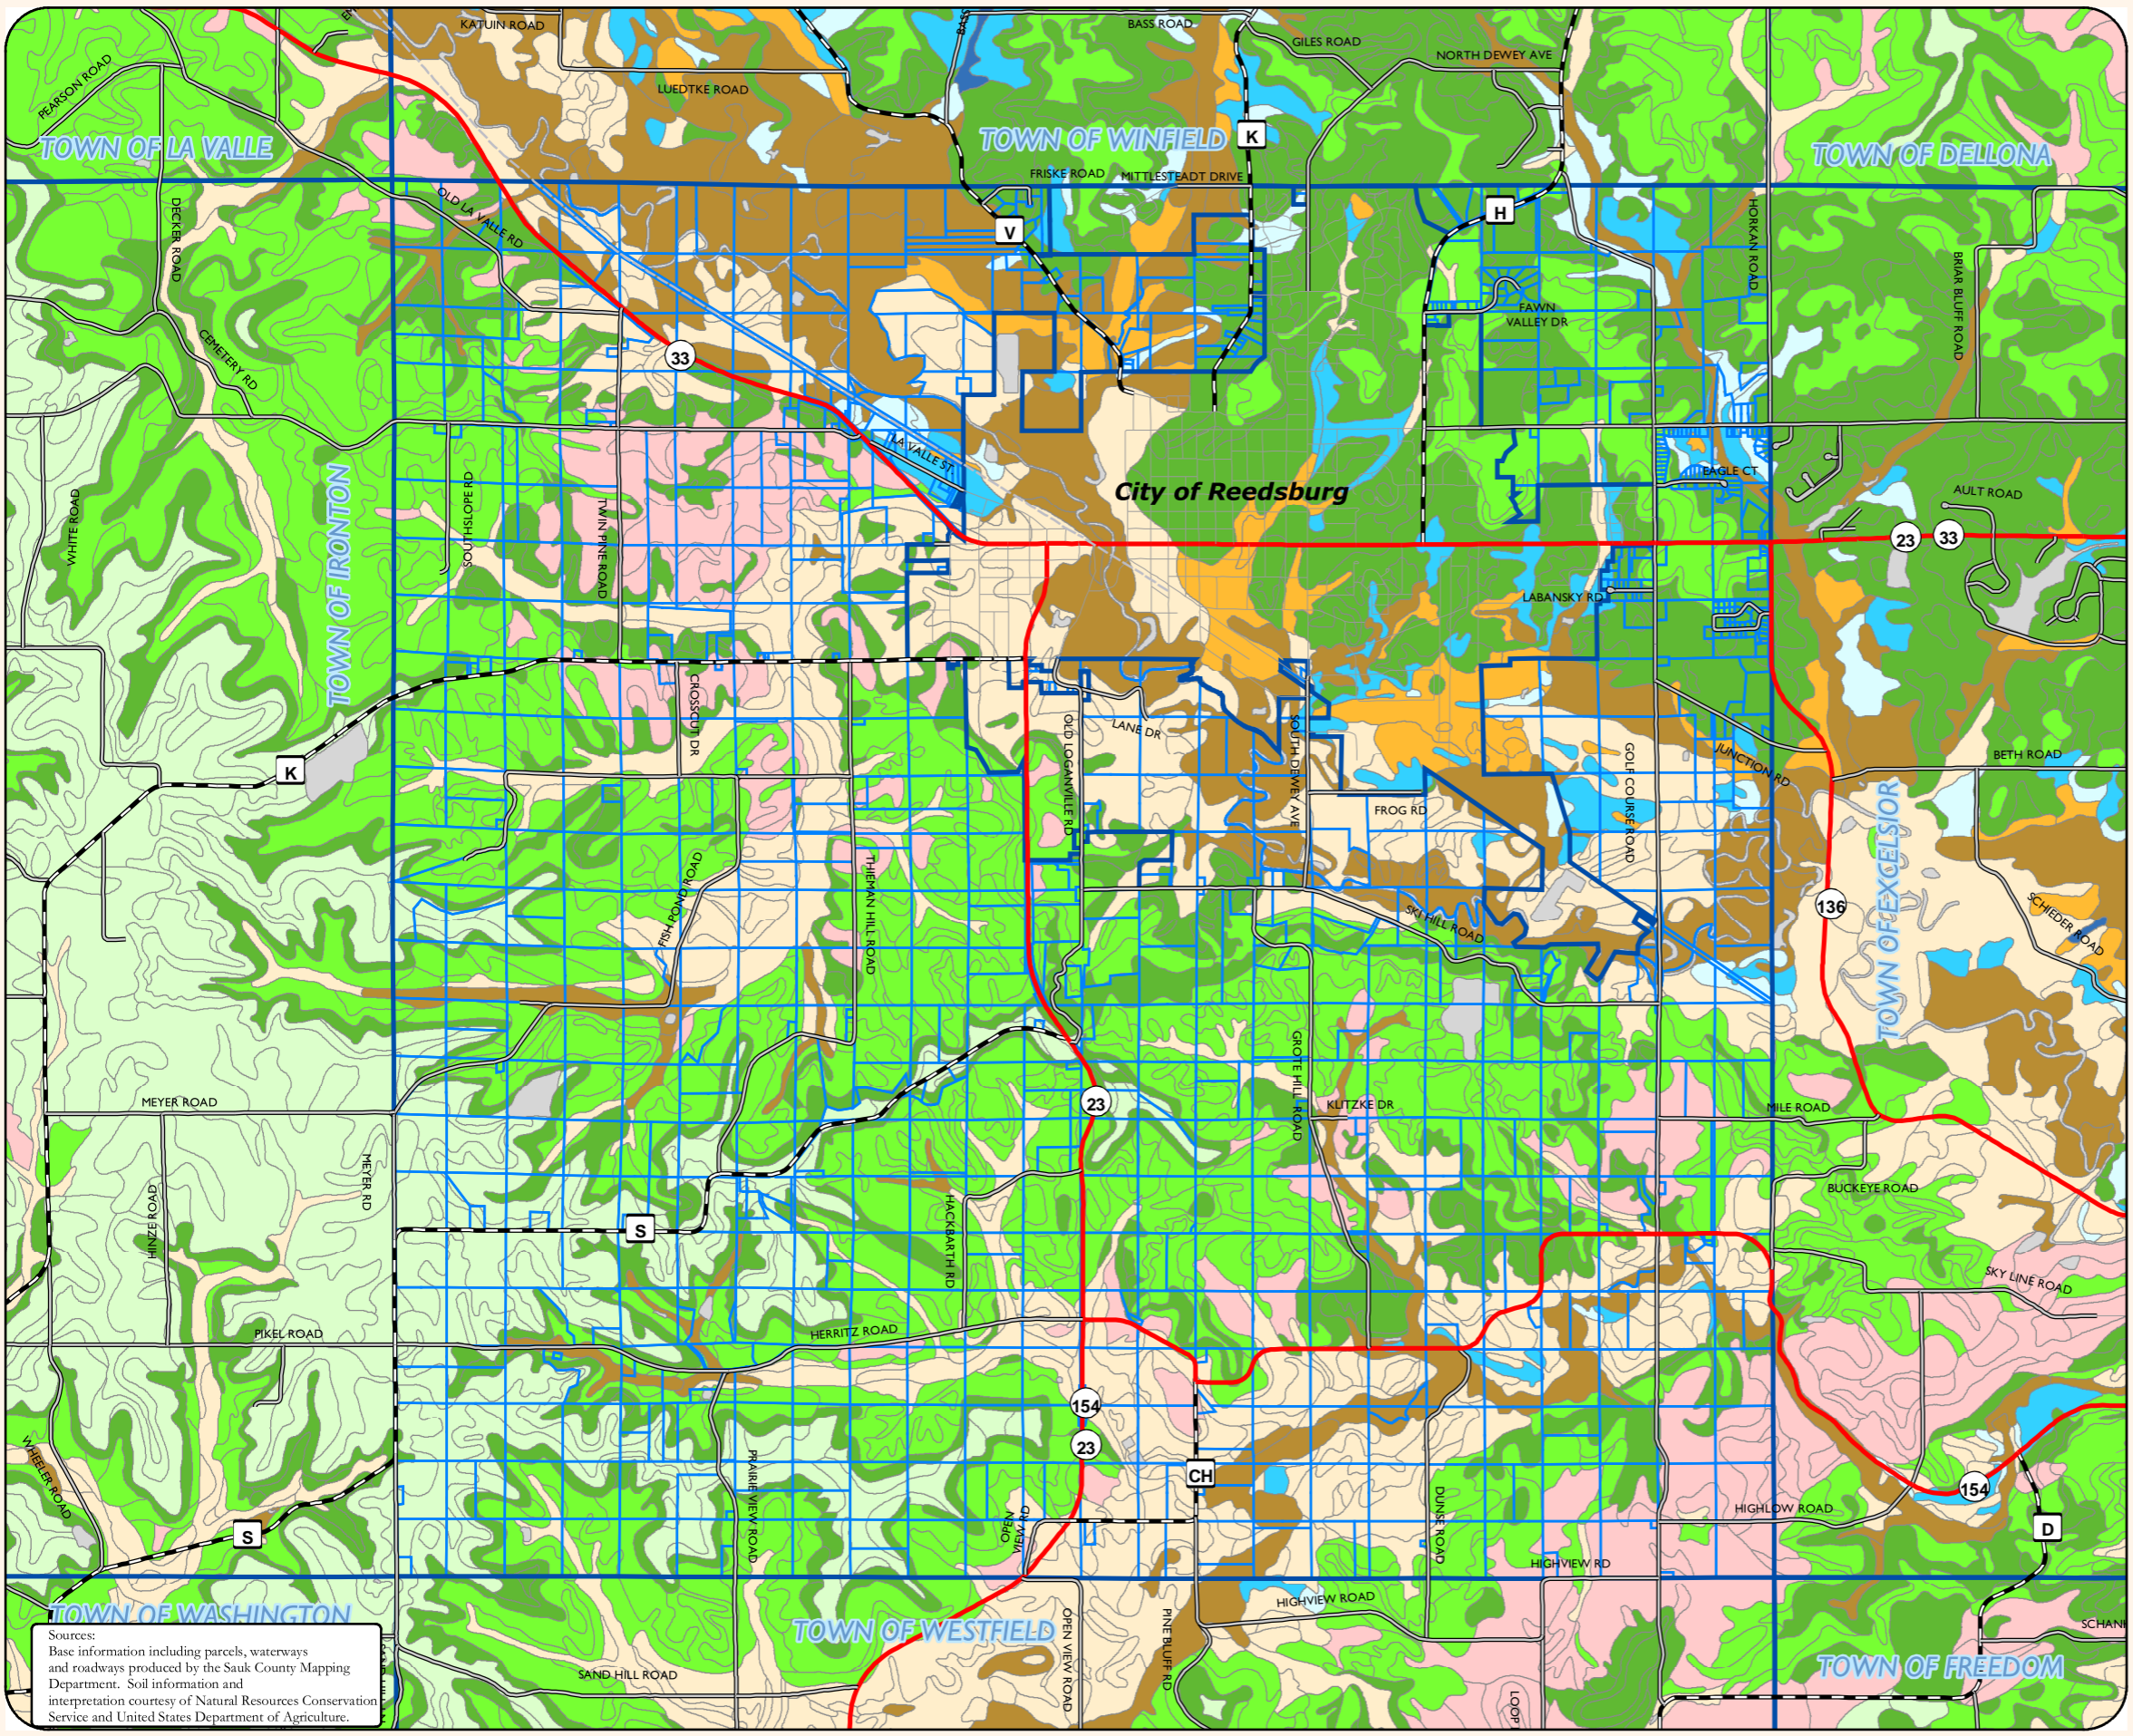 KATUIN ROAD
BASS ROAD
GILES ROAD
NORTH DEWEY AVE
PEARSON ROAD
LUEDTKE ROAD
BASS
TOWN OF LA VALLE
TOWN OF WINFIELD
K
TOWN OF DELLONA
FRISKE ROAD
MITTLESTEADT DRIVE
OLD LA VALLE RD
DECKER ROAD
V
H
HORKAN ROAD
BRIAR BLUFF ROAD
FAWN
VALLEY DR
CEMETERY RD
33
LA VALLE ST.
EAGLE CT
City of Reedsburg
AULT ROAD
WHITE ROAD
TOWN OF IRONTON
SOUTHSLOPE RD
TWIN PINE ROAD
23
33
LABANSKY RD
CROSSCUT DR
OLD LOGANVILLE RD
LANE DR
SOUTH DEWEY AVE
GOLF COURSE ROAD
JUNCTION RD
BETH ROAD
K
FROG RD
TOWN OF EXCELSIOR
FISH POND ROAD
THIEMAN HILL ROAD
SKI HILL ROAD
136
SCHIEDER ROAD
GROTE HILL ROAD
MEYER ROAD
23
KLITZKE DR
MILE ROAD
HINZE ROAD
MEYER RD
HACKBARTH RD
BUCKEYE ROAD
S
SKY LINE ROAD
PIKEL ROAD
HERRITZ ROAD
154
23
WHEELER ROAD
PRAIRIE VIEW ROAD
CH
OPEN
VIEW RD
DUNSE ROAD
154
HIGHLOW ROAD
S
D
HIGHVIEW RD
HIGHVIEW ROAD
TOWN OF WASHINGTON
TOWN OF WESTFIELD
OPEN VIEW ROAD
PINE BLUFF RD
SCHANK
TOWN OF FREEDOM
SAND HILL ROAD
LOOP
Sources:
Base information including parcels, waterways
and roadways produced by the Sauk County Mapping
Department. Soil information and
interpretation courtesy of Natural Resources Conservation
Service and United States Department of Agriculture.